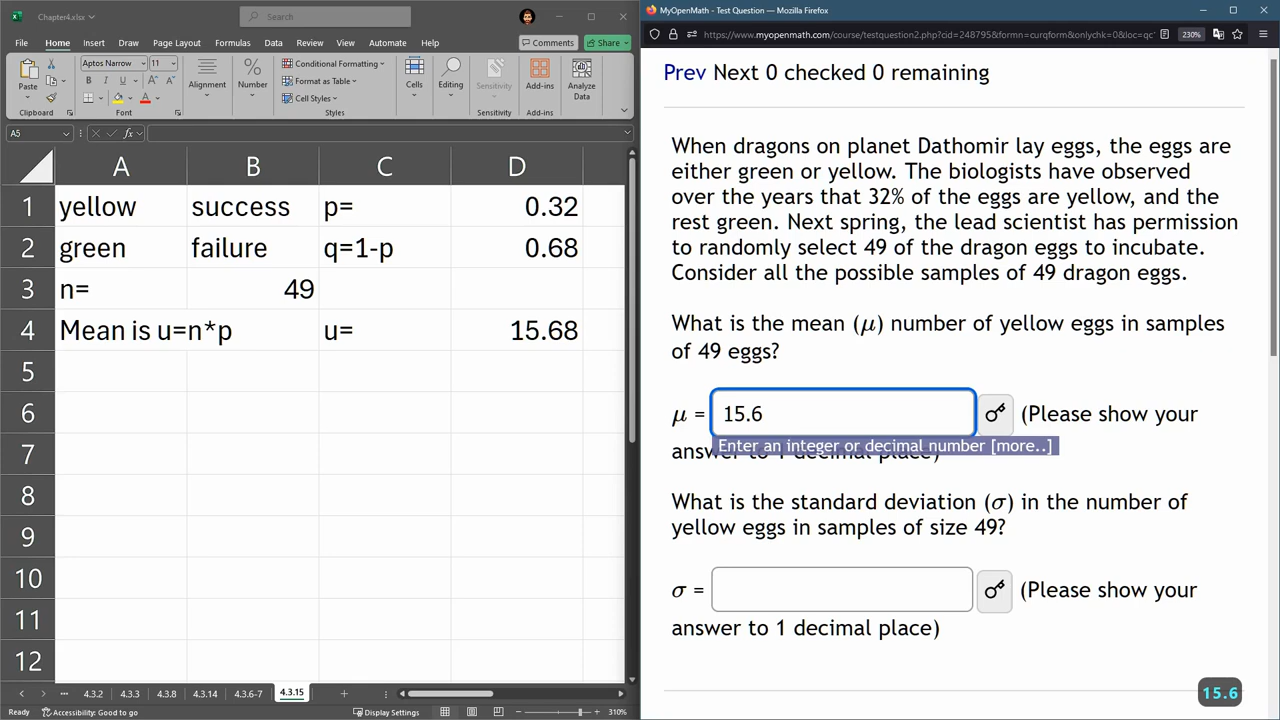 Chapter4.xlsx
Search
File
Home
Insert
Draw
Page Layout
Formulas
Data
Review
View
Automate
Help
Comments
Share
Paste
Clipboard
Aptos Narrow
11
B I U
Font
Alignment
Number
Conditional Formatting
Format as Table
Cell Styles
Styles
Cells
Editing
Sensitivity
Sensitivity
Add-ins
Add-ins
Analyze
Data
A5
fx
A B C D
1 yellow success p= 0.32
2 green failure q=1-p 0.68
3 n= 49
4 Mean is u=n*p u= 15.68
5
6
7
8
9
10
11
12
... 4.3.2 4.3.3 4.3.8 4.3.14 4.3.6-7 4.3.15 +
Ready
Accessibility: Good to go
Display Settings
310%
MyOpenMath - Test Question — Mozilla Firefox
https://www.myopenmath.com/course/testquestion2.php?cid=248795&formn=curqform&onlychk=0&loc=qc
230%
Prev Next 0 checked 0 remaining
When dragons on planet Dathomir lay eggs, the eggs are
either green or yellow. The biologists have observed
over the years that 32% of the eggs are yellow, and the
rest green. Next spring, the lead scientist has permission
to randomly select 49 of the dragon eggs to incubate.
Consider all the possible samples of 49 dragon eggs.
What is the mean (μ) number of yellow eggs in samples
of 49 eggs?
μ = 15.6 (Please show your
Enter an integer or decimal number [more..]
answer to 1 decimal place)
What is the standard deviation (σ) in the number of
yellow eggs in samples of size 49?
σ = (Please show your
answer to 1 decimal place)
15.6